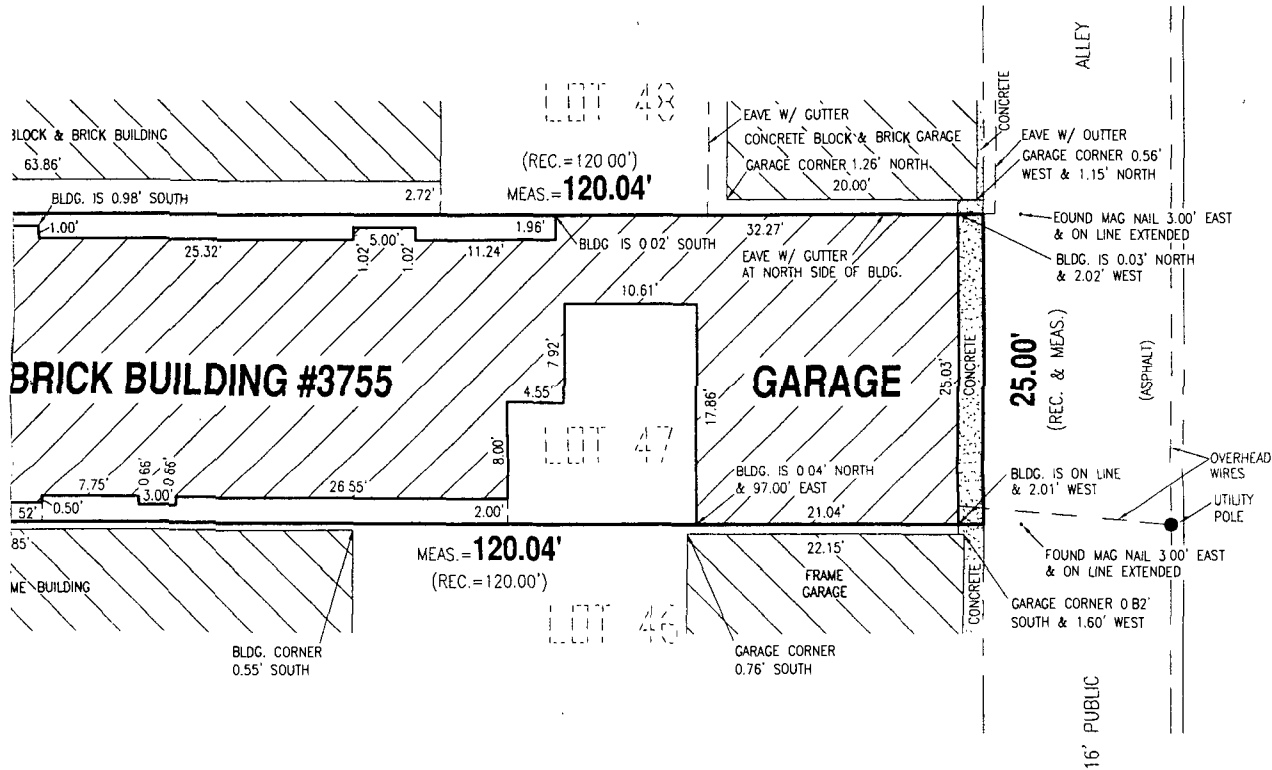 ALLEY
CONCRETE
LOT 48
EAVE W/ GUTTER
CONCRETE BLOCK & BRICK GARAGE
GARAGE CORNER 1.26' NORTH
20.00'
EAVE W/ OUTTER
GARAGE CORNER 0.56'
WEST & 1.15' NORTH
BLOCK & BRICK BUILDING
63.86'
(REC.=120 00')
MEAS.=120.04'
2.72'
BLDG. IS 0.98' SOUTH
1.00'
25.32'
1.02'
5.00'
1.02'
11.24'
1.96'
BLDG IS 0 02' SOUTH
32.27'
EAVE W/ GUTTER
AT NORTH SIDE OF BLDG.
FOUND MAG NAIL 3.00' EAST
& ON LINE EXTENDED
BLDG. IS 0.03' NORTH
& 2.02' WEST
10.61'
7.92'
4.55'
8.00'
17.86'
BRICK BUILDING #3755
GARAGE
25.03'
CONCRETE
25.00'
(REC. & MEAS.)
(ASPHALT)
LOT 47
7.75'
0.66'
3.00'
0.66'
26.55'
2.00'
52'
0.50'
BLDG. IS 0 04' NORTH
& 97.00' EAST
21.04'
BLDG. IS ON LINE
& 2.01' WEST
OVERHEAD
WIRES
UTILITY
POLE
85'
ME BUILDING
MEAS.=120.04'
(REC.=120.00')
22.15'
FRAME
GARAGE
CONCRETE
FOUND MAG NAIL 3.00' EAST
& ON LINE EXTENDED
GARAGE CORNER 0 B2'
SOUTH & 1.60' WEST
LOT 46
BLDG. CORNER
0.55' SOUTH
GARAGE CORNER
0.76' SOUTH
16' PUBLIC